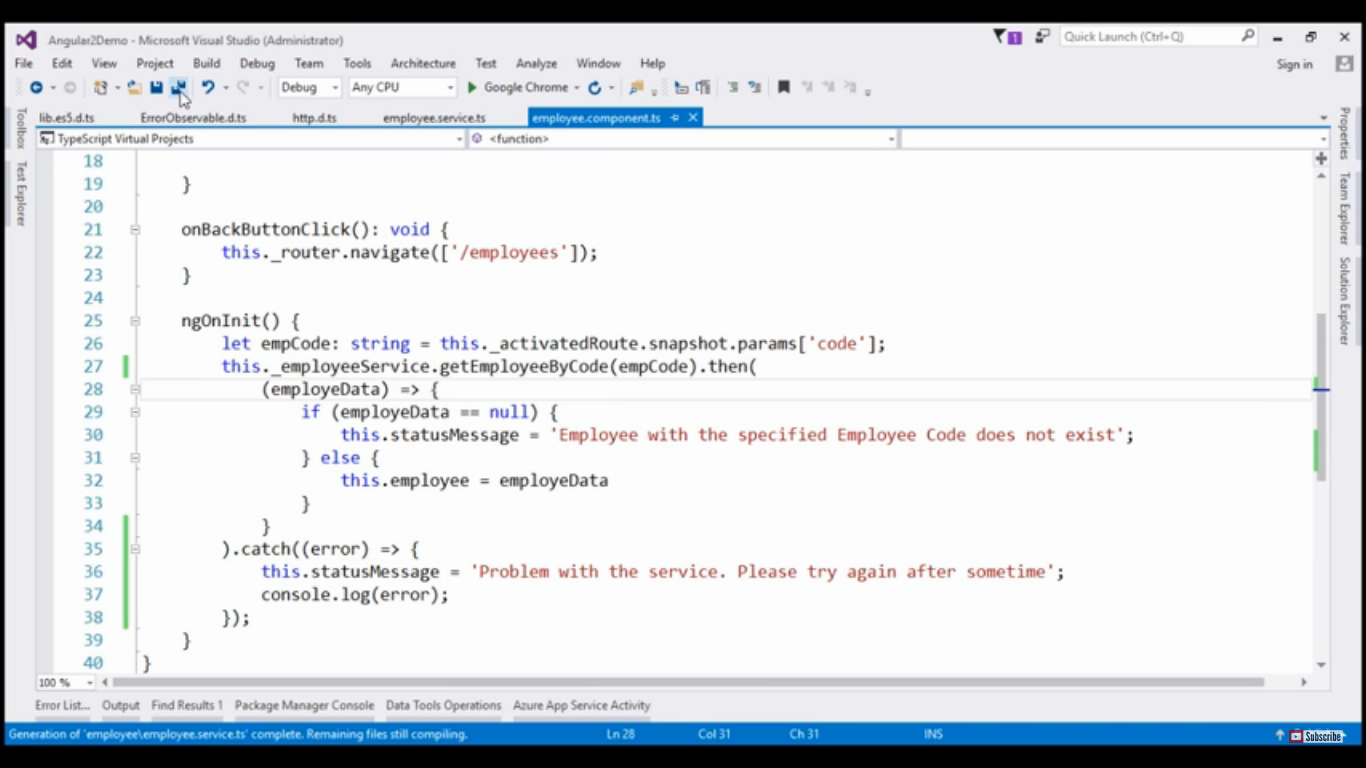 Angular2Demo - Microsoft Visual Studio (Administrator)
1
Quick Launch (Ctrl+Q)
File Edit View Project Build Debug Team Tools Architecture Test Analyze Window Help
Sign in
Debug Any CPU Google Chrome
lib.es5.d.ts ErrorObservable.d.ts http.d.ts employee.service.ts employee.component.ts
TypeScript Virtual Projects <function>
Toolbox
Test Explorer
18
19 }
20
21 onBackButtonClick(): void {
22 this._router.navigate(['/employees']);
23 }
24
25 ngOnInit() {
26 let empCode: string = this._activatedRoute.snapshot.params['code'];
27 this._employeeService.getEmployeeByCode(empCode).then(
28 (employeData) => {
29 if (employeData == null) {
30 this.statusMessage = 'Employee with the specified Employee Code does not exist';
31 } else {
32 this.employee = employeData
33 }
34 }
35 ).catch((error) => {
36 this.statusMessage = 'Problem with the service. Please try again after sometime';
37 console.log(error);
38 });
39 }
40 }
Properties
Team Explorer
Solution Explorer
100 %
Error List... Output Find Results 1 Package Manager Console Data Tools Operations Azure App Service Activity
Generation of 'employee\employee.service.ts' complete. Remaining files still compiling. Ln 28 Col 31 Ch 31 INS
Subscribe